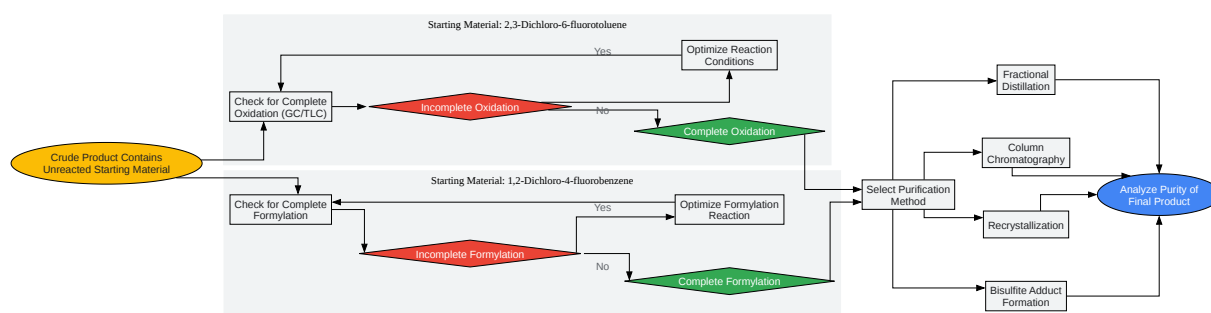 Starting Material: 2,3-Dichloro-6-fluorotoluene
Yes
Optimize Reaction
Conditions
Check for Complete
Oxidation (GC/TLC)
Incomplete Oxidation
No
Complete Oxidation
Crude Product Contains
Unreacted Starting Material
Starting Material: 1,2-Dichloro-4-fluorobenzene
Check for Complete
Formylation
Yes
Optimize Formylation
Reaction
Incomplete Formylation
No
Complete Formylation
Select Purification
Method
Fractional
Distillation
Column
Chromatography
Recrystallization
Bisulfite Adduct
Formation
Analyze Purity of
Final Product